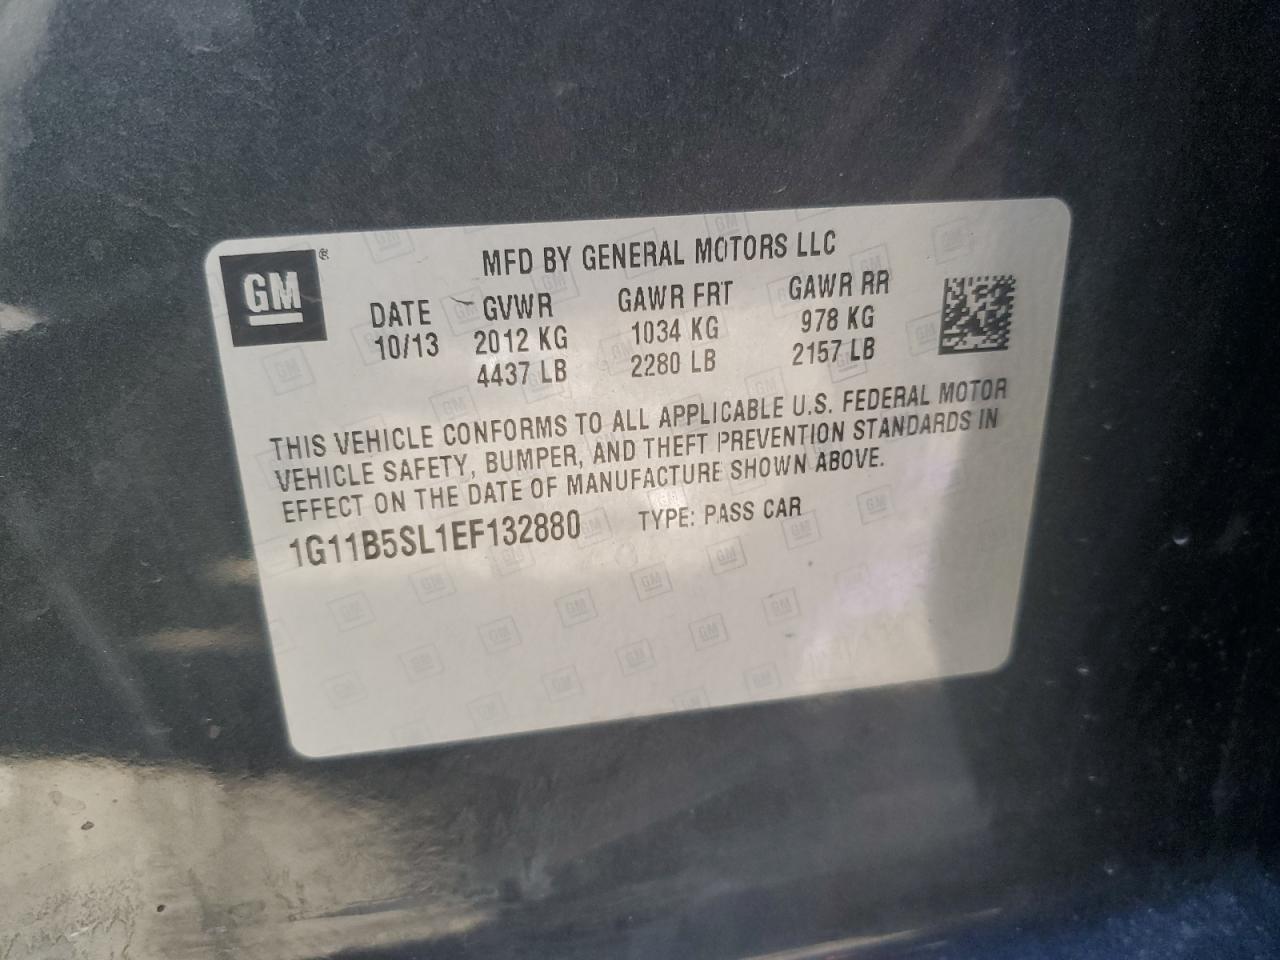 GM ®
MFD BY GENERAL MOTORS LLC
DATE GVWR GAWR FRT GAWR RR
10/13 2012 KG 1034 KG 978 KG
4437 LB 2280 LB 2157 LB
THIS VEHICLE CONFORMS TO ALL APPLICABLE U.S. FEDERAL MOTOR
VEHICLE SAFETY, BUMPER, AND THEFT PREVENTION STANDARDS IN
EFFECT ON THE DATE OF MANUFACTURE SHOWN ABOVE.
1G11B5SL1EF132880 TYPE: PASS CAR